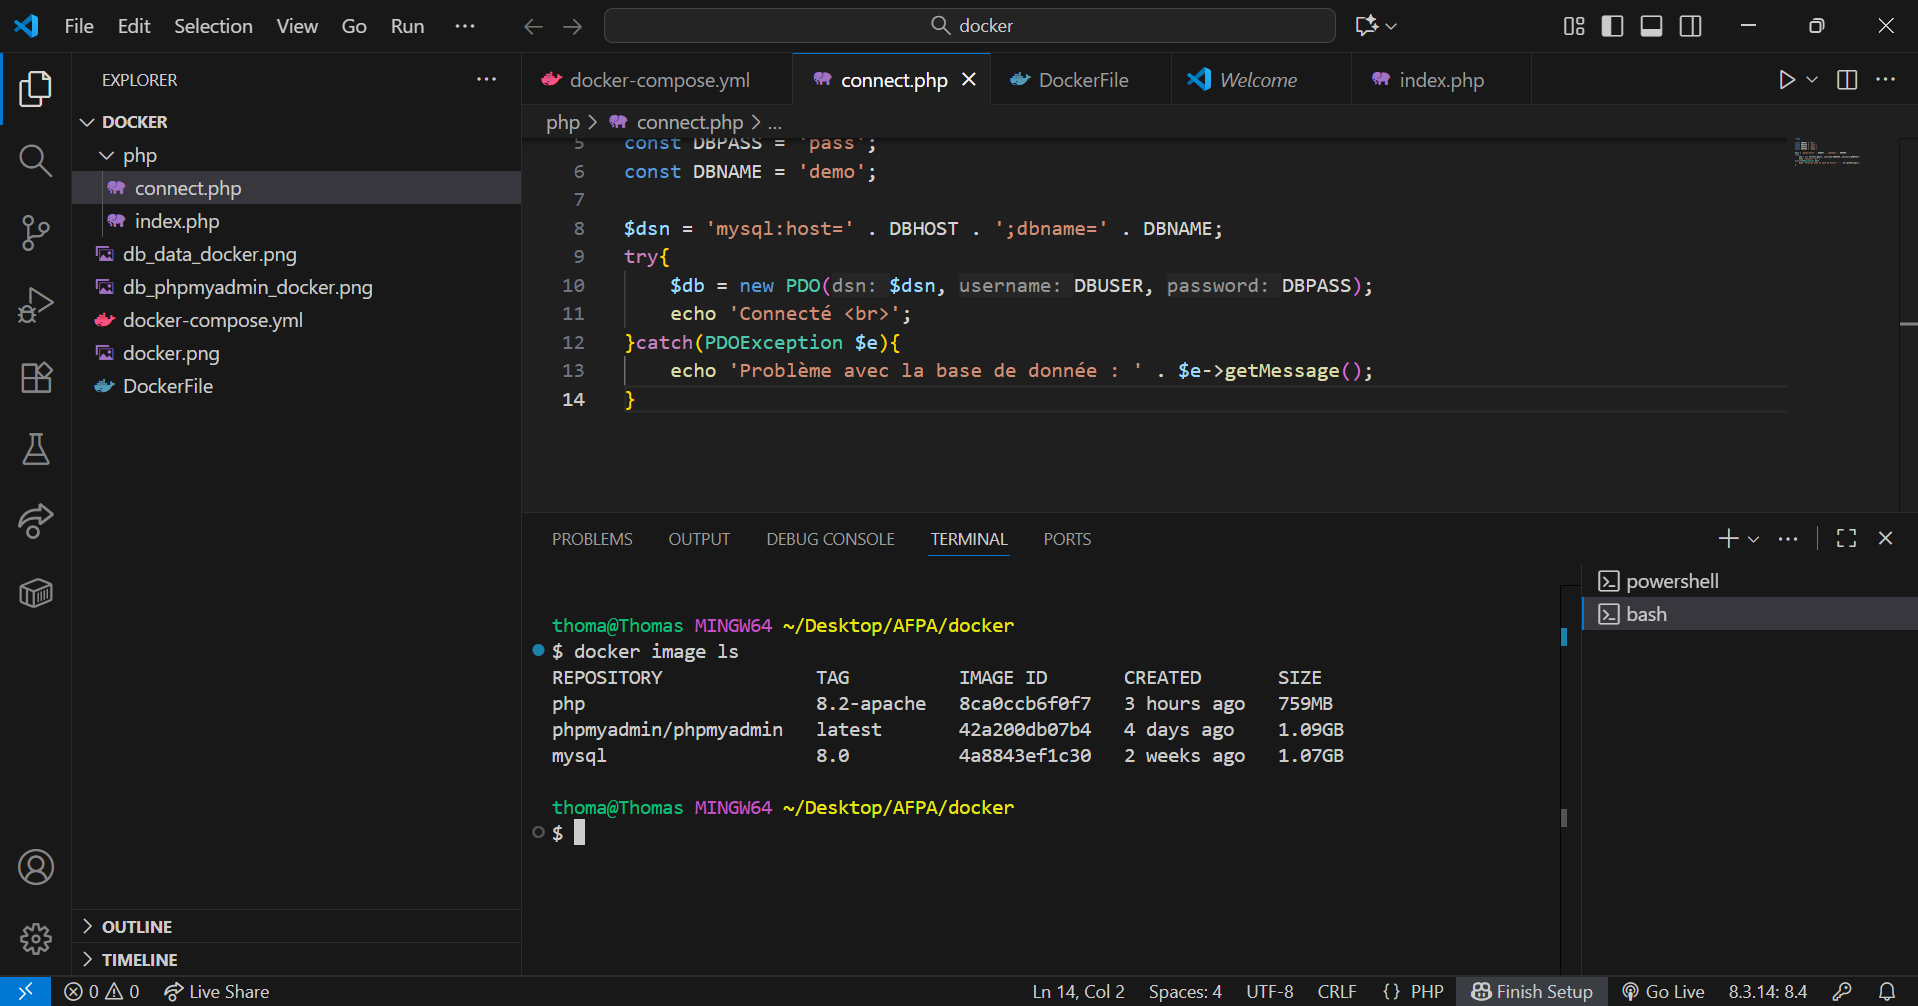 File Edit Selection View Go Run ··· docker
EXPLORER ···
DOCKER
php
connect.php
index.php
db_data_docker.png
db_phpmyadmin_docker.png
docker-compose.yml
docker.png
DockerFile
OUTLINE
TIMELINE
docker-compose.yml connect.php DockerFile Welcome index.php
php > connect.php > ...
5 const DBPASS = 'pass';
6 const DBNAME = 'demo';
7
8 $dsn = 'mysql:host=' . DBHOST . ';dbname=' . DBNAME;
9 try{
10 $db = new PDO(dsn: $dsn, username: DBUSER, password: DBPASS);
11 echo 'Connecté <br>';
12 }catch(PDOException $e){
13 echo 'Problème avec la base de donnée : ' . $e->getMessage();
14 }
PROBLEMS OUTPUT DEBUG CONSOLE TERMINAL PORTS
thoma@Thomas MINGW64 ~/Desktop/AFPA/docker
$ docker image ls
REPOSITORY TAG IMAGE ID CREATED SIZE
php 8.2-apache 8ca0ccb6f0f7 3 hours ago 759MB
phpmyadmin/phpmyadmin latest 42a200db07b4 4 days ago 1.09GB
mysql 8.0 4a8843ef1c30 2 weeks ago 1.07GB
thoma@Thomas MINGW64 ~/Desktop/AFPA/docker
$
powershell
bash
0 0 Live Share Ln 14, Col 2 Spaces: 4 UTF-8 CRLF {} PHP Finish Setup Go Live 8.3.14: 8.4